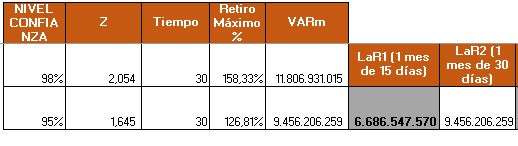 NIVEL CONFIANZA Z Tiempo Retiro Máximo % VARm
LaR1 (1 mes de 15 días) LaR2 (1 mes de 30 días)
98% 2,054 30 158,33% 11.806.931.015
95% 1,645 30 126,81% 9.456.206.259 6.686.547.570 9.456.206.259